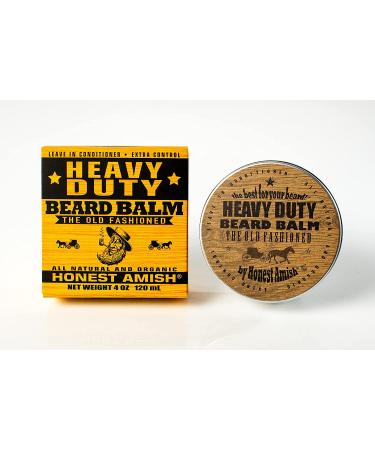 LEAVE IN CONDITIONER • EXTRA CONTROL
HEAVY
DUTY
BEARD BALM
THE OLD FASHIONED
ALL NATURAL AND ORGANIC
HONEST AMISH®
NET WEIGHT 4 OZ 120 mL
the best for your beard!
HEAVY DUTY
BEARD BALM
THE OLD FASHIONED
by Honest Amish